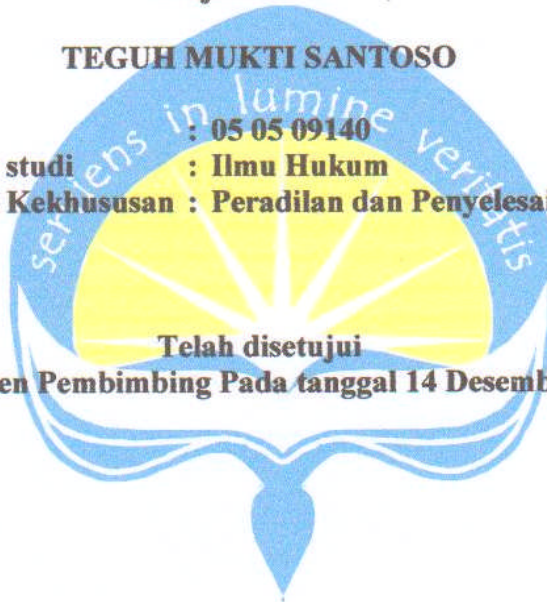 TEGUH MUKTI SANTOSO
serviens in lumine veritatis
: 05 05 09140
studi : Ilmu Hukum
Kekhususan : Peradilan dan Penyelesai
Telah disetujui
en Pembimbing Pada tanggal 14 Desemb